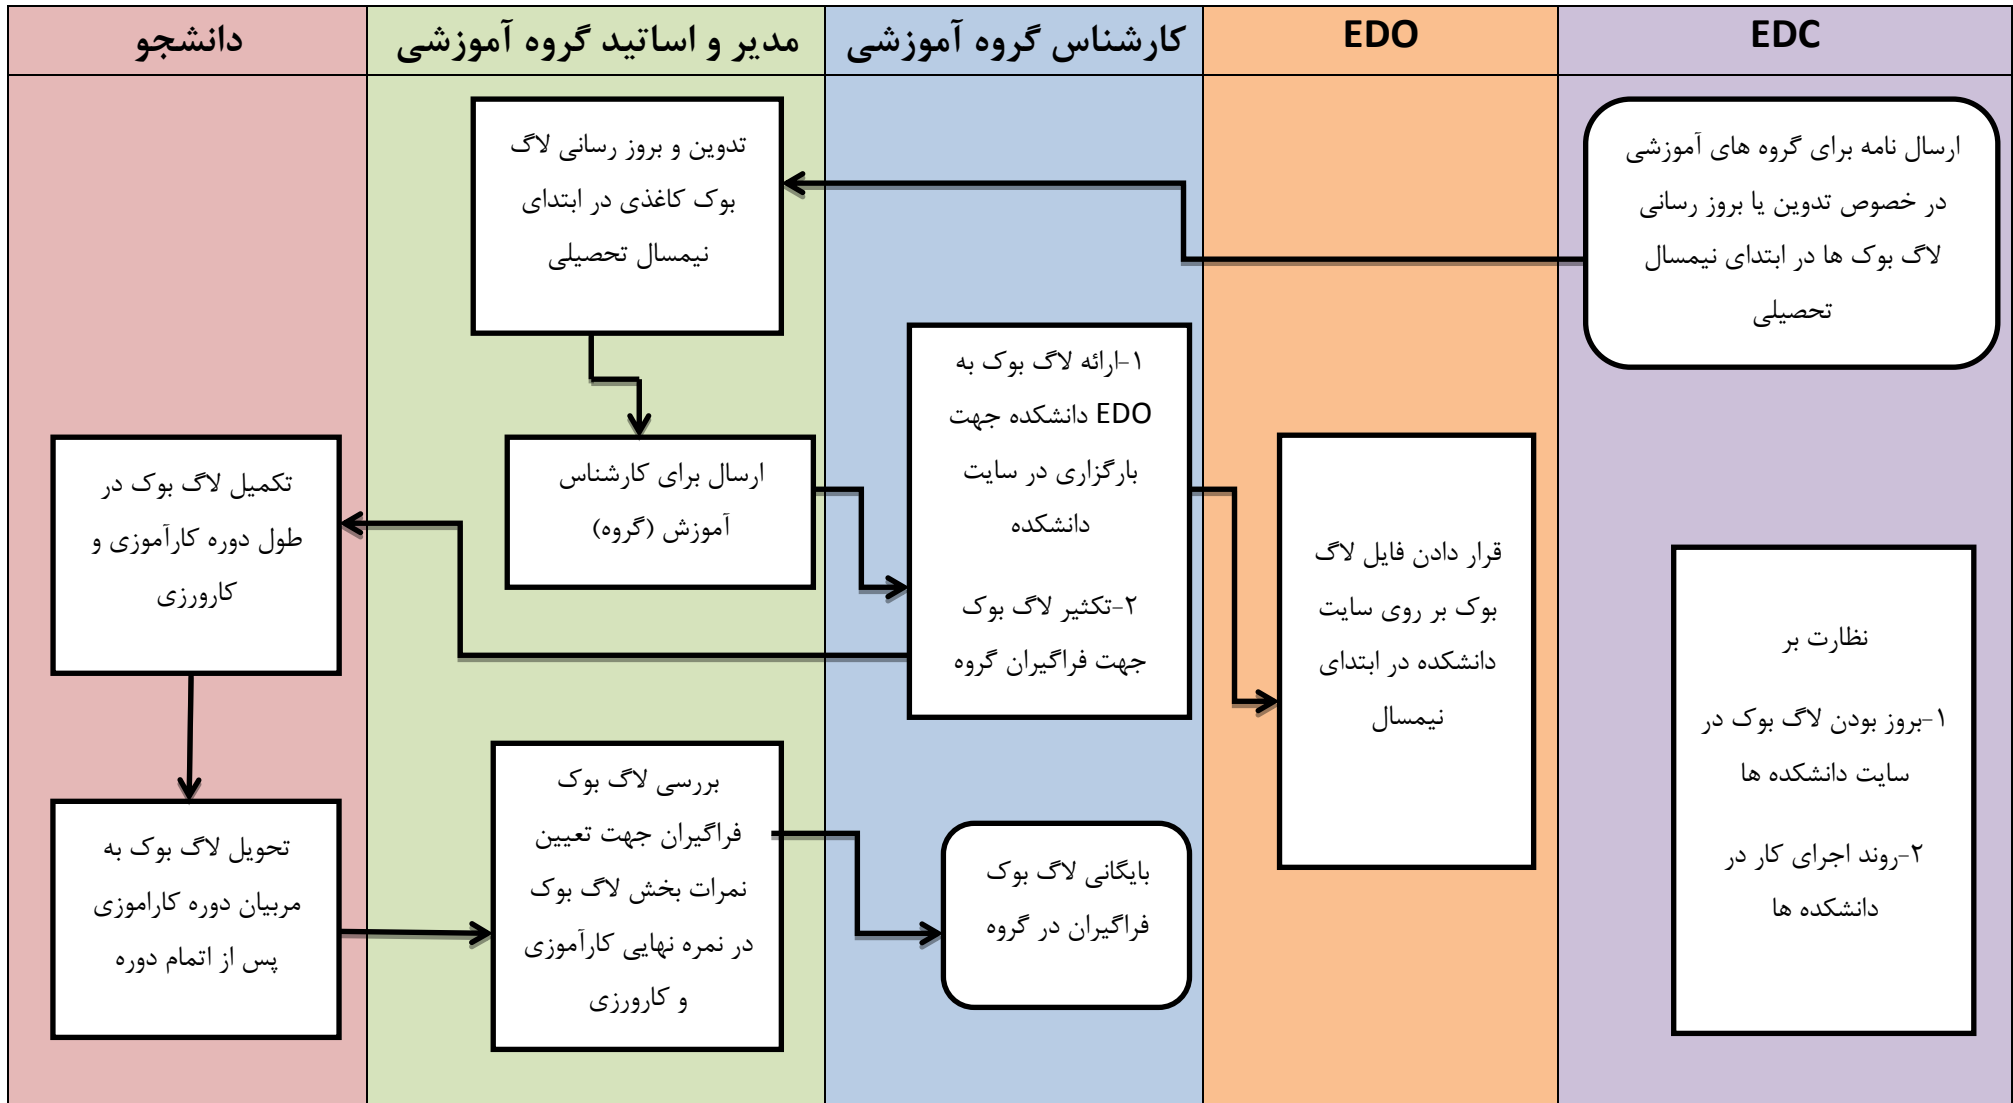 EDC
EDO
کارشناس گروه آموزشی
مدیر و اساتید گروه آموزشی
دانشجو
ارسال نامه برای گروه های آموزشی
در خصوص تدوین یا بروز رسانی
لاگ بوک ها در ابتدای نیمسال
تحصیلی
تدوین و بروز رسانی لاگ
بوک کاغذی در ابتدای
نیمسال تحصیلی
ارسال برای کارشناس
آموزش (گروه)
۱-ارائه لاگ بوک به
EDO دانشکده جهت
بارگزاری در سایت
دانشکده
۲-تکثیر لاگ بوک
جهت فراگیران گروه
قرار دادن فایل لاگ
بوک بر روی سایت
دانشکده در ابتدای
نیمسال
نظارت بر
۱-بروز بودن لاگ بوک در
سایت دانشکده ها
۲-روند اجرای کار در
دانشکده ها
تکمیل لاگ بوک در
طول دوره کارآموزی و
کارورزی
تحویل لاگ بوک به
مربیان دوره کاراموزی
پس از اتمام دوره
بررسی لاگ بوک
فراگیران جهت تعیین
نمرات بخش لاگ بوک
در نمره نهایی کارآموزی
و کارورزی
بایگانی لاگ بوک
فراگیران در گروه